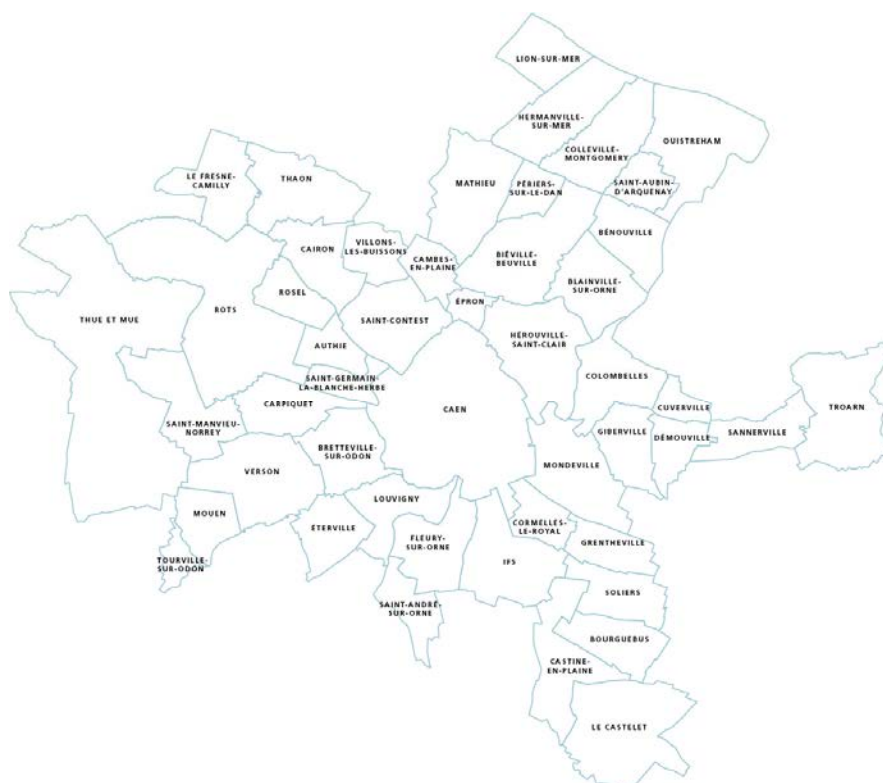 LION-SUR-MER
HERMANVILLE-
SUR-MER
COLLEVILLE-
MONTGOMERY
OUISTREHAM
LE FRESNE-
CAMILLY
THAON
MATHIEU
PÉRIERS-
SUR-LE-DAN
SAINT-AUBIN-
D'ARQUENAY
BÉNOUVILLE
CAIRON
VILLONS-
LES-BUISSONS
CAMBES-
EN-PLAINE
BIÉVILLE-
BEUVILLE
BLAINVILLE-
SUR-ORNE
ROSEL
ÉPRON
THUE ET MUE
ROTS
SAINT-CONTEST
HÉROUVILLE-
SAINT-CLAIR
AUTHIE
COLOMBELLES
SAINT-GERMAIN-
LA-BLANCHE-HERBE
CARPIQUET
CAEN
CUVERVILLE
TROARN
SAINT-MANVIEU-
NORREY
GIBERVILLE
DÉMOUVILLE
SANNERVILLE
BRETTEVILLE-
SUR-ODON
VERSON
MONDEVILLE
LOUVIGNY
MOUEN
ÉTERVILLE
CORMELLES-
LE-ROYAL
FLEURY-
SUR-ORNE
GRENTHEVILLE
TOURVILLE-
SUR-ODON
IFS
SOLIERS
SAINT-ANDRÉ-
SUR-ORNE
BOURGUÉBUS
CASTINE-
EN-PLAINE
LE CASTELET